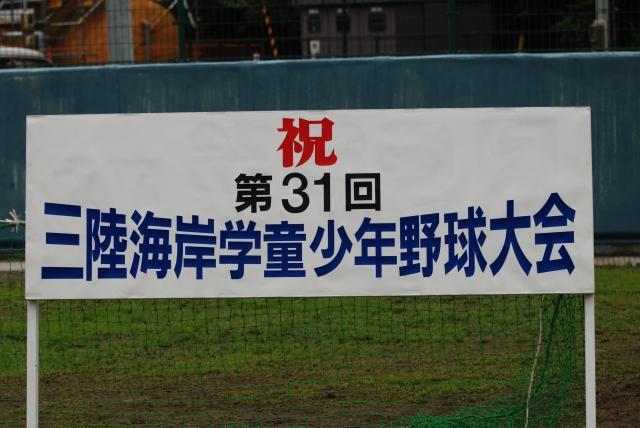 祝
第31回
三陸海岸学童少年野球大会